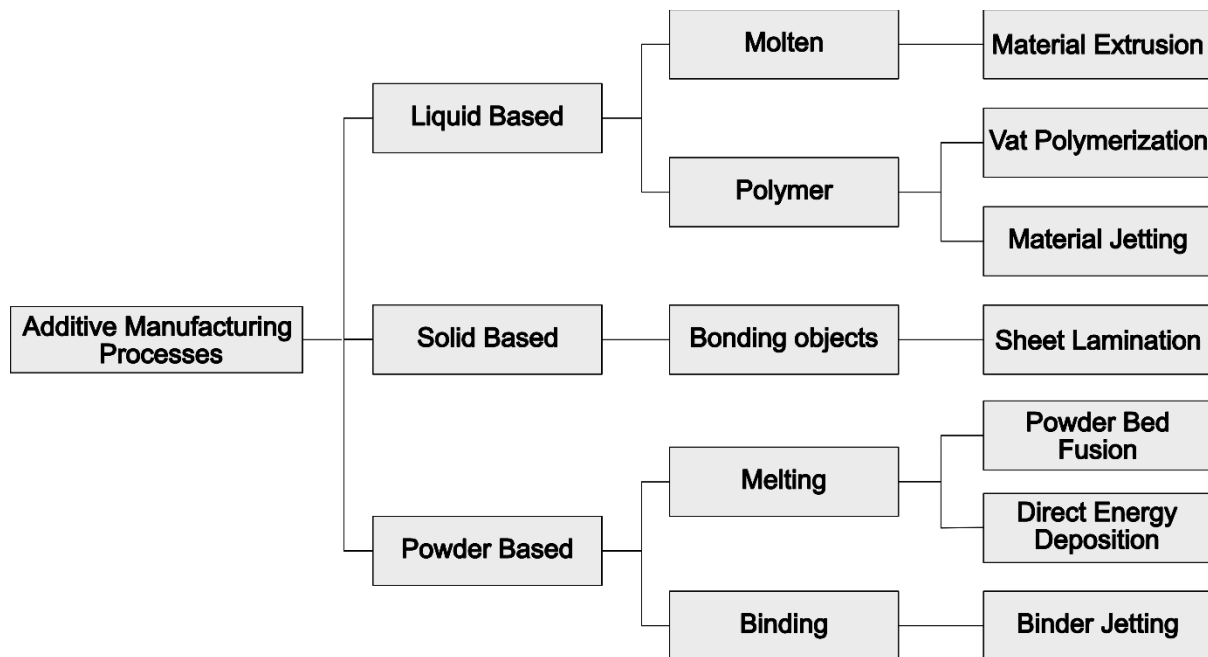 Additive Manufacturing
Processes
Liquid Based
Molten
Material Extrusion
Polymer
Vat Polymerization
Material Jetting
Solid Based
Bonding objects
Sheet Lamination
Powder Based
Melting
Powder Bed
Fusion
Direct Energy
Deposition
Binding
Binder Jetting